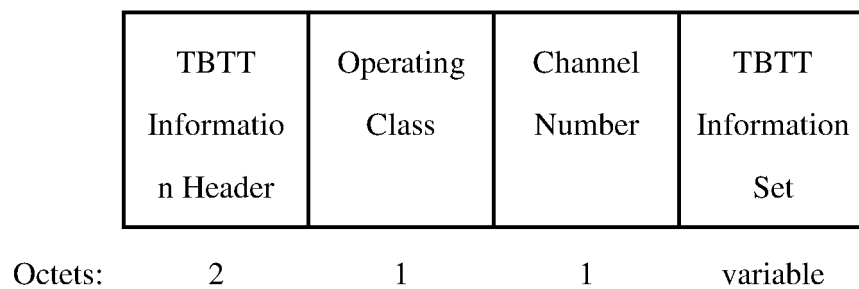 TBTT Operating Channel TBTT
Informatio Class Number Information
n Header Set
Octets: 2 1 1 variable